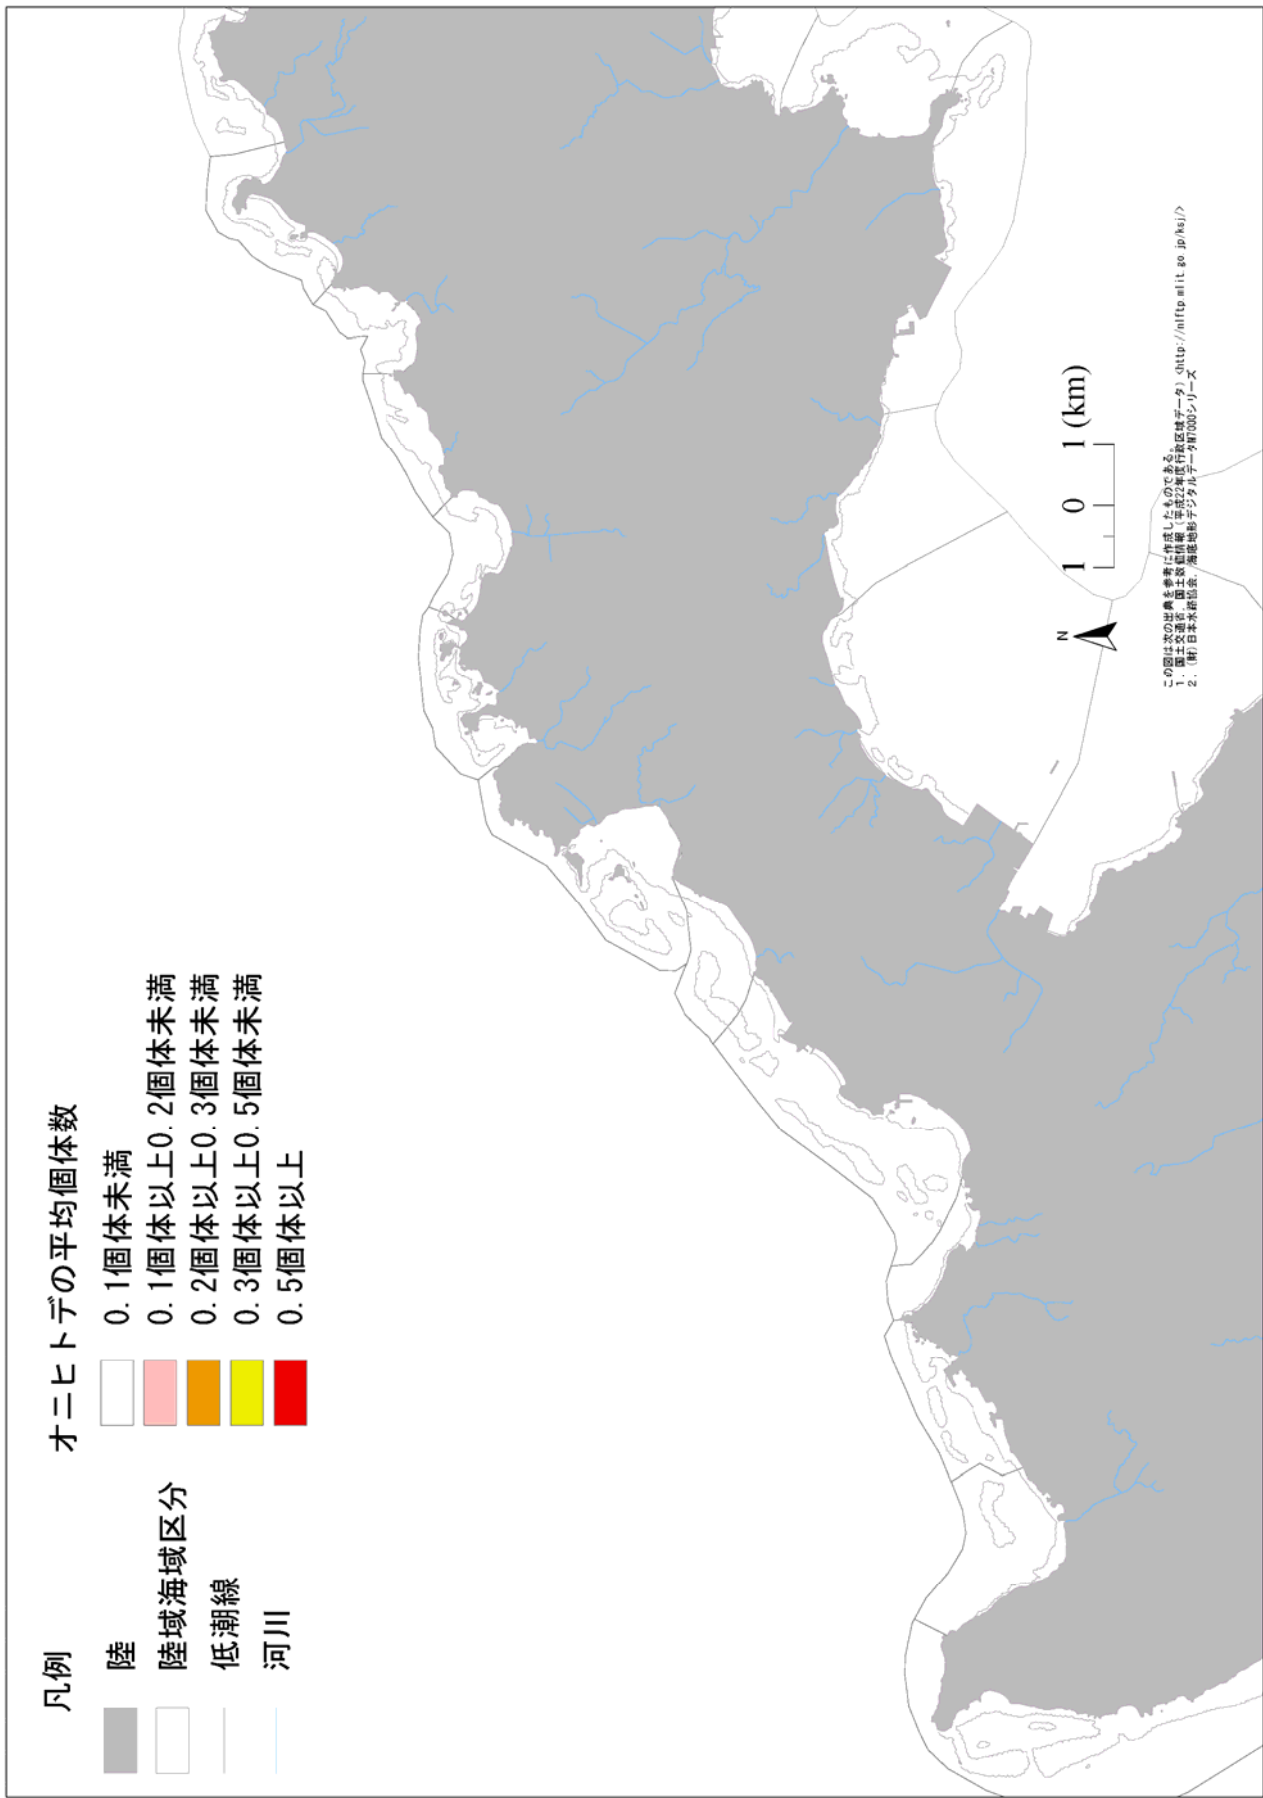 凡例
陸
陸域海域区分
低潮線
河川
オニヒトデの平均個体数
0.1個体未満
0.1個体以上0.2個体未満
0.2個体以上0.3個体未満
0.3個体以上0.5個体未満
0.5個体以上
N
1 0 1 (km)
この図は次の出典を参考に作成したものである。
1. 国土交通省、国土数値情報（平成22年度行政区域データ）<http://nlftp.mlit.go.jp/ksj/>
2.（財）日本水路協会、海底地形デジタルデータM7000シリーズ